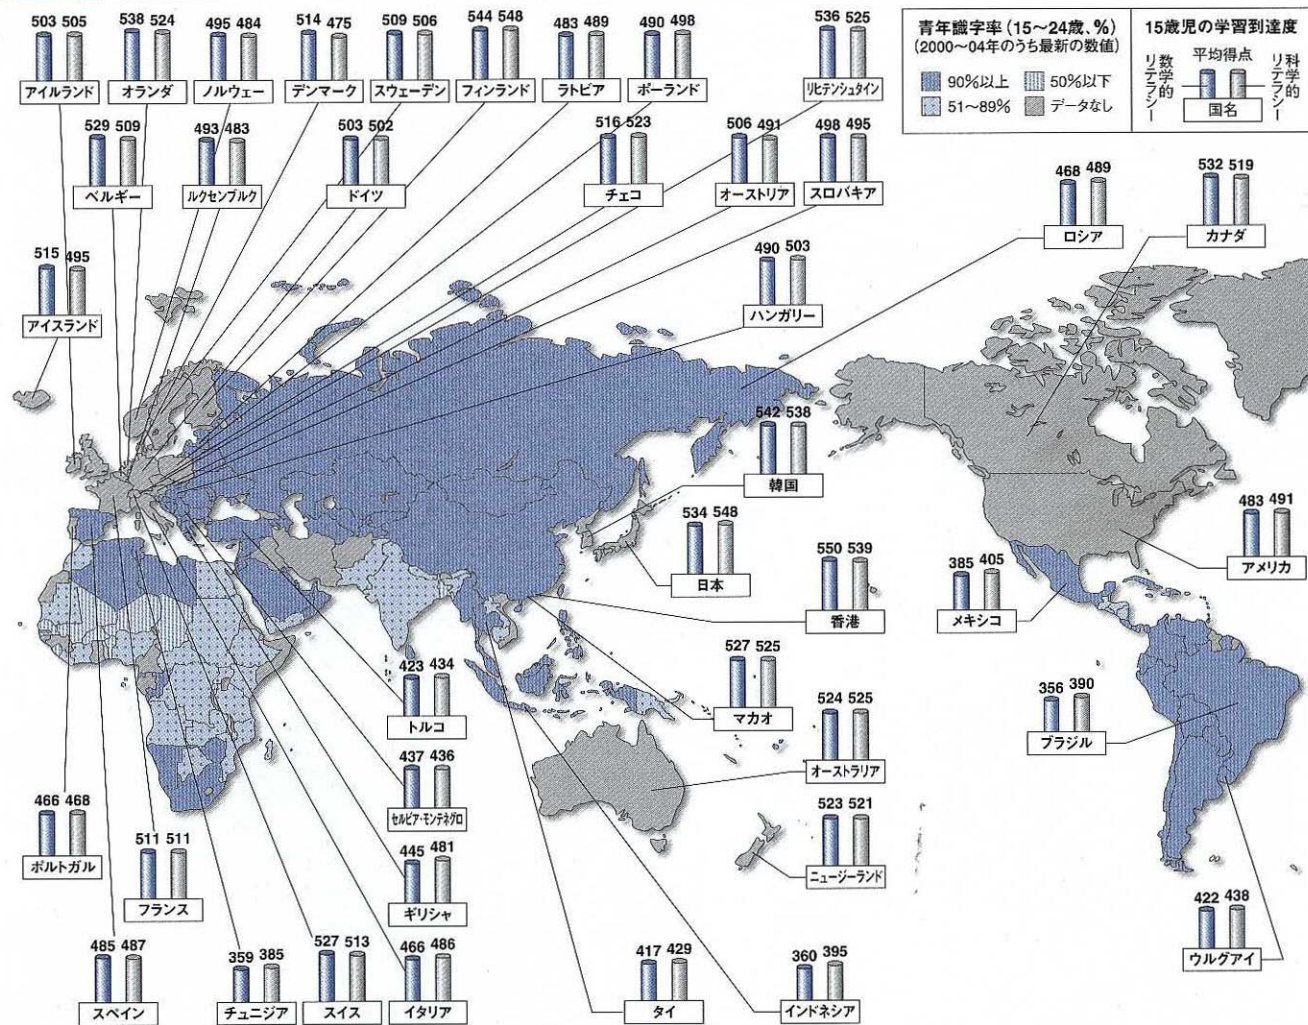 503 505
アイルランド
538 524
オランダ
495 484
ノルウェー
514 475
デンマーク
509 506
スウェーデン
544 548
フィンランド
483 489
ラトビア
490 498
ポーランド
536 525
リヒテンシュタイン
青年識字率(15〜24歳、%)
(2000〜04年のうち最新の数値)
90%以上
50%以下
51〜89%
データなし
15歳児の学習到達度
平均得点
数学的リテラシー
科学的リテラシー
国名
529 509
ベルギー
493 483
ルクセンブルク
503 502
ドイツ
516 523
チェコ
506 491
オーストリア
498 495
スロバキア
468 489
ロシア
532 519
カナダ
515 495
アイスランド
490 503
ハンガリー
542 538
韓国
534 548
日本
550 539
香港
483 491
アメリカ
385 405
メキシコ
527 525
マカオ
423 434
トルコ
356 390
ブラジル
524 525
オーストラリア
437 436
セルビア・モンテネグロ
466 468
ポルトガル
511 511
フランス
445 481
ギリシャ
523 521
ニュージーランド
422 438
ウルグアイ
485 487
スペイン
359 385
チュニジア
527 513
スイス
466 486
イタリア
417 429
タイ
360 395
インドネシア